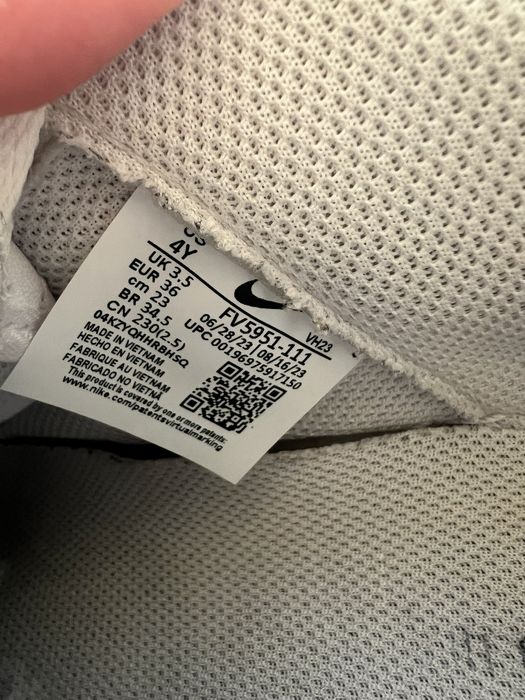 US
4Y
UK 3.5
EUR 36
cm 23
BR 34.5
CN 230(2.5)
04KZYQHHRBHSQ
MADE IN VIETNAM
HECHO EN VIETNAM
FABRIQUE AU VIETNAM
FABRICADO NO VIETNÃ
This product is covered by one or more patents:
www.nike.com/patentsvirtualmarking
VH23
FV5951-111
06/28/23 08/16/23
UPC 00196975917150